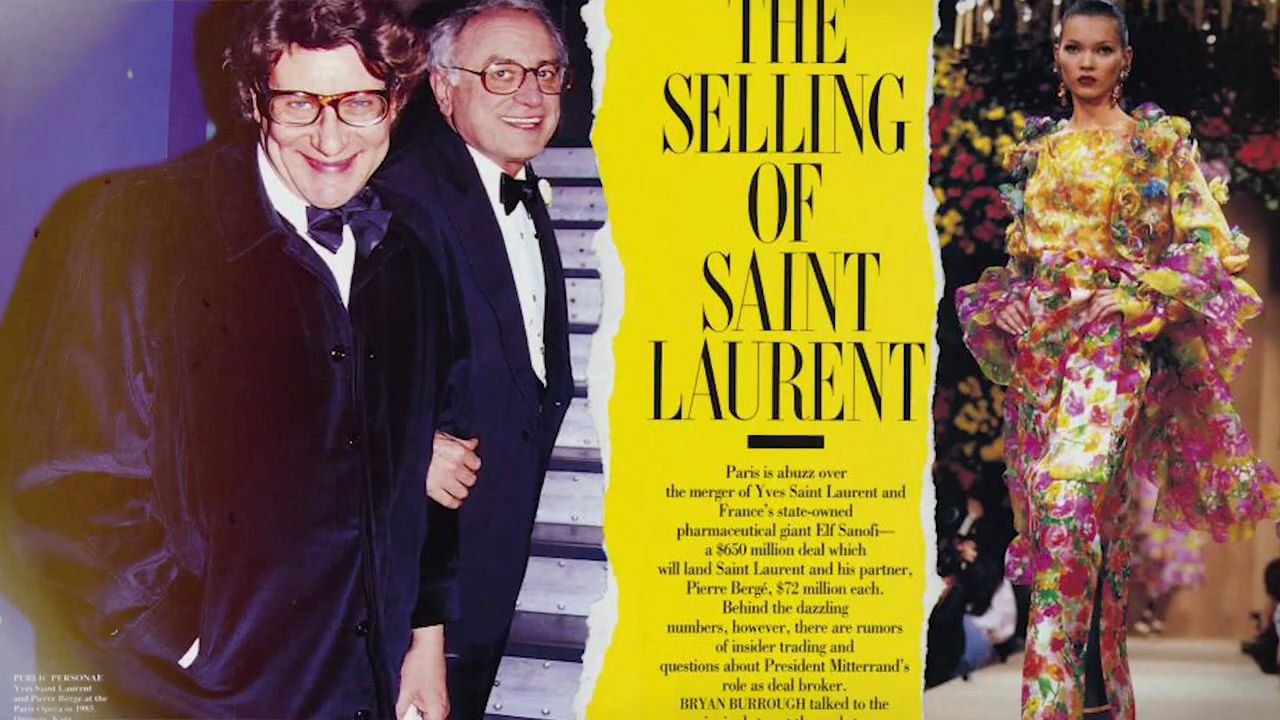 THE
SELLING
OF
SAINT
LAURENT
Paris is abuzz over
the merger of Yves Saint Laurent and
France's state-owned
pharmaceutical giant Elf Sanofi—
a $650 million deal which
will land Saint Laurent and his partner,
Pierre Bergé, $72 million each.
Behind the dazzling
numbers, however, there are rumors
of insider trading and
questions about President Mitterrand's
role as deal broker.
BRYAN BURROUGH talked to the
PUBLIC PERSONAE
Yves Saint Laurent
and Pierre Bergé at the
Paris Opera in 1985.